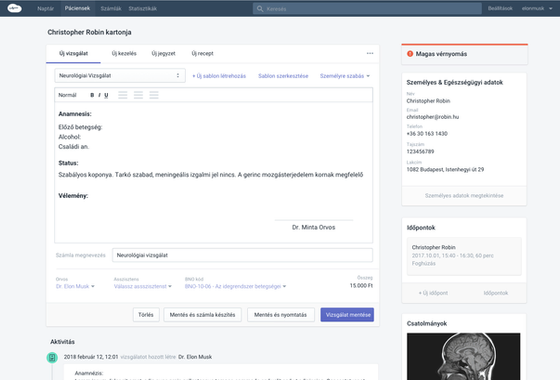 Naptár Páciensek Számlák Statisztikák Keresés Beállítások elonmusk
Christopher Robin kartonja
Új vizsgálat Új kezelés Új jegyzet Új recept
Neurológiai Vizsgálat + Új sablon létrehozás Sablon szerkesztése Személyre szabás
Normál B I U
Anamnesis:
Előző betegség:
Alcohol:
Családi an.
Status:
Szabályos koponya. Tarkó szabad, meningeális izgalmi jel nincs. A gerinc mozgásterjedelem kornak megfelelő
Vélemény:
Dr. Minta Orvos
Számla megnevezés Neurológiai vizsgálat
Orvos Asszisztens BNO kód Összeg
Dr. Elon Musk Válassz asszisztenst BNO-10-06 - Az idegrendszer betegségei 15.000 Ft
Törlés Mentés és számla készítés Mentés és nyomtatás Vizsgálat mentése
Aktivitás
2018 február 12, 12:01 vizsgálatot hozott létre Dr. Elon Musk
Anamnézis:
Magas vérnyomás
Személyes & Egészségügyi adatok
Név
Christopher Robin
Email
christopher@robin.hu
Telefon
+36 30 163 1430
Tajszám
123456789
Lakcím
1082 Budapest, Istenhegyi út 29
Személyes adatok megtekintése
Időpontok
Christopher Robin
2017.10.01, 15:40 - 16:30, 60 perc
Foghúzás
+ Új időpont Időpontok
Csatolmányok